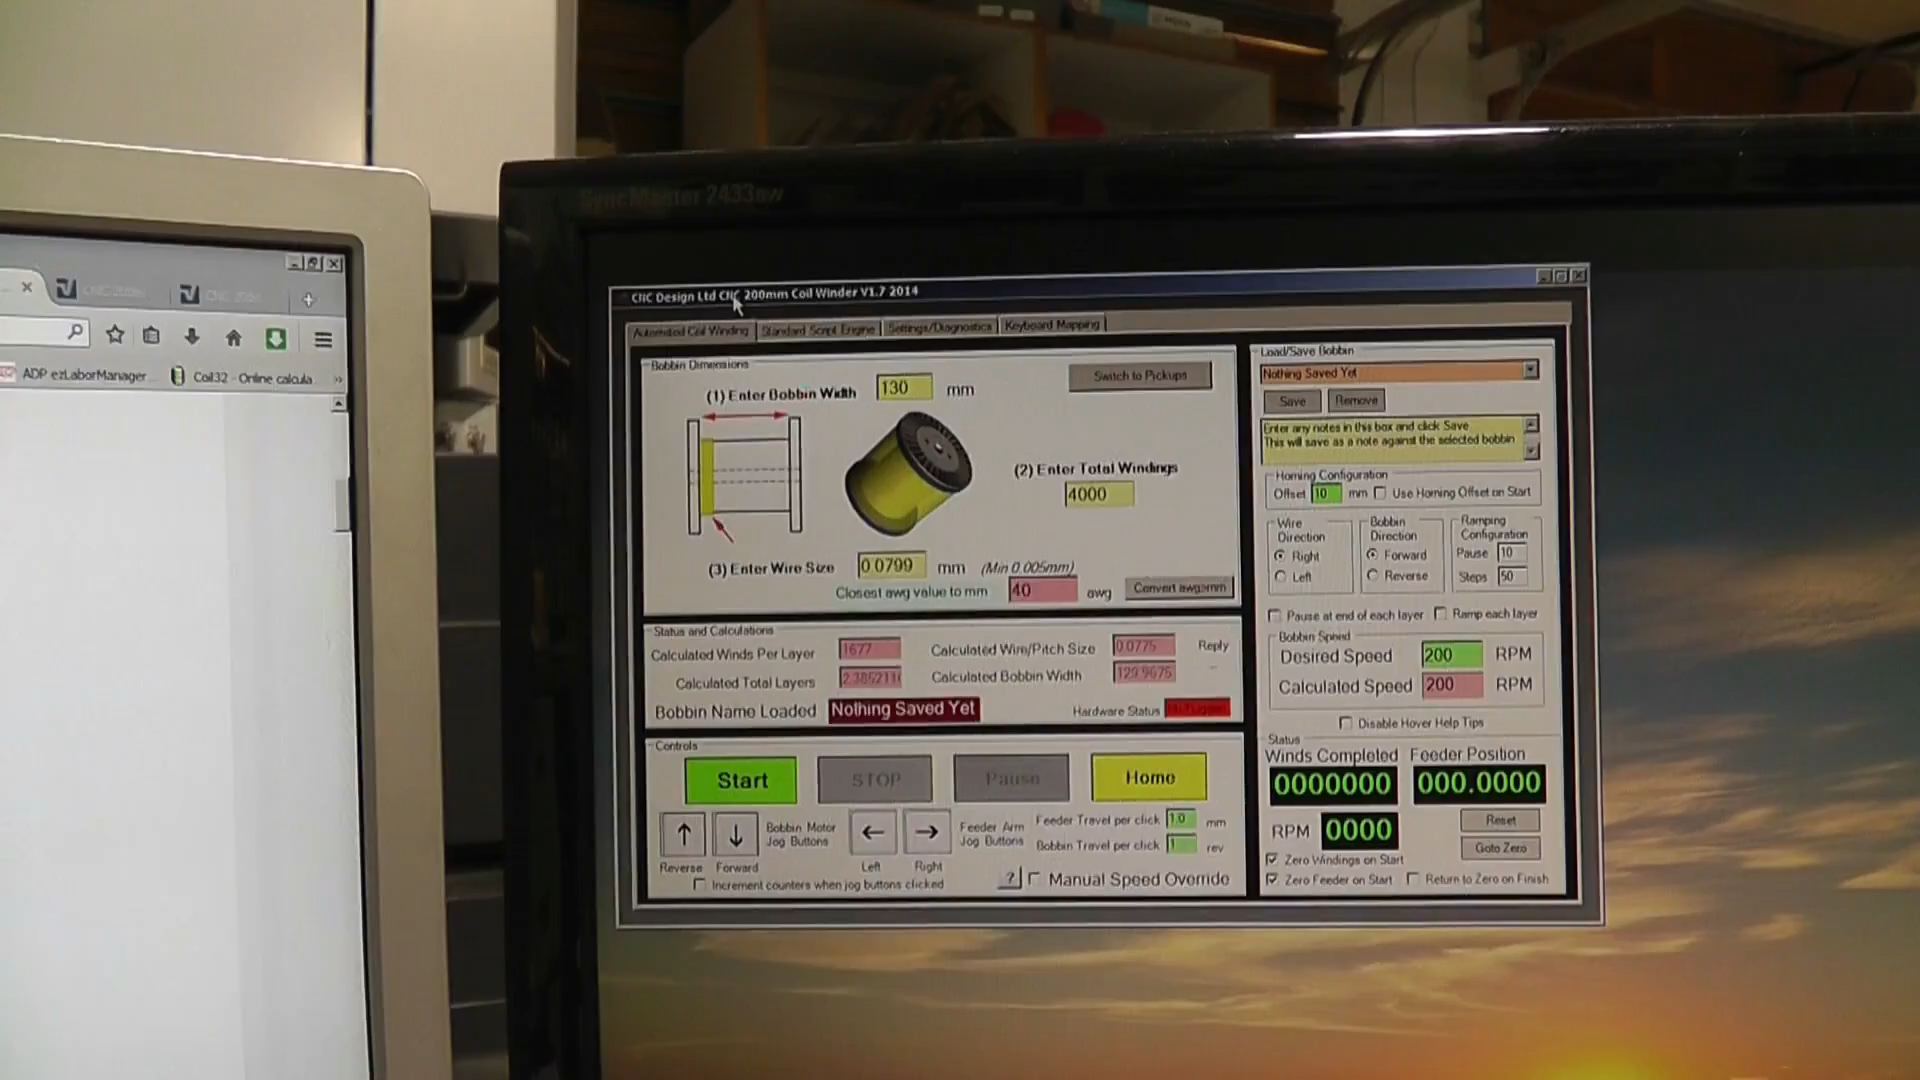 SyncMaster 2433BW
ADP ezLaborManager
Coil32 - Online calcula
CNC Design Ltd CNC 200mm Coil Winder V1.7 2014
Automated Coil Winding
Standard Script Engine
Settings/Diagnostics
Keyboard Mapping
Bobbin Dimensions
Switch to Pickups
(1) Enter Bobbin Width 130 mm
(2) Enter Total Windings
4000
(3) Enter Wire Size 0.0799 mm (Min 0.005mm)
Closest awg value to mm 40 awg
Convert awg>mm
Status and Calculations
Calculated Winds Per Layer 1677
Calculated Wire/Pitch Size 0.0775
Reply
Calculated Total Layers
Calculated Bobbin Width 129.9675
Bobbin Name Loaded Nothing Saved Yet
Hardware Status
Controls
Start
STOP
Pause
Home
Reverse
Forward
Bobbin Motor
Jog Buttons
Left
Right
Feeder Arm
Jog Buttons
Feeder Travel per click 1.0 mm
Bobbin Travel per click 1 rev
Increment counters when jog buttons clicked
? Manual Speed Override
Load/Save Bobbin
Nothing Saved Yet
Save
Remove
Enter any notes in this box and click Save
This will save as a note against the selected bobbin
Homing Configuration
Offset 10 mm Use Homing Offset on Start
Wire
Direction
Right
Left
Bobbin
Direction
Forward
Reverse
Ramping
Configuration
Pause 10
Steps 50
Pause at end of each layer
Ramp each layer
Bobbin Speed
Desired Speed 200 RPM
Calculated Speed 200 RPM
Disable Hover Help Tips
Status
Winds Completed
0000000
Feeder Position
000.0000
RPM 0000
Reset
Goto Zero
Zero Windings on Start
Zero Feeder on Start
Return to Zero on Finish